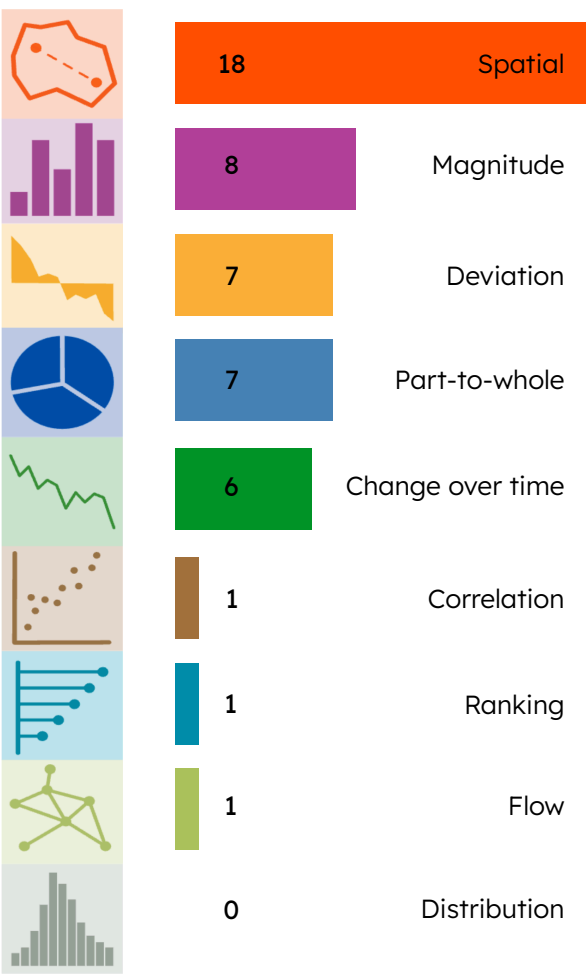 18 Spatial
8 Magnitude
7 Deviation
7 Part-to-whole
6 Change over time
1 Correlation
1 Ranking
1 Flow
0 Distribution